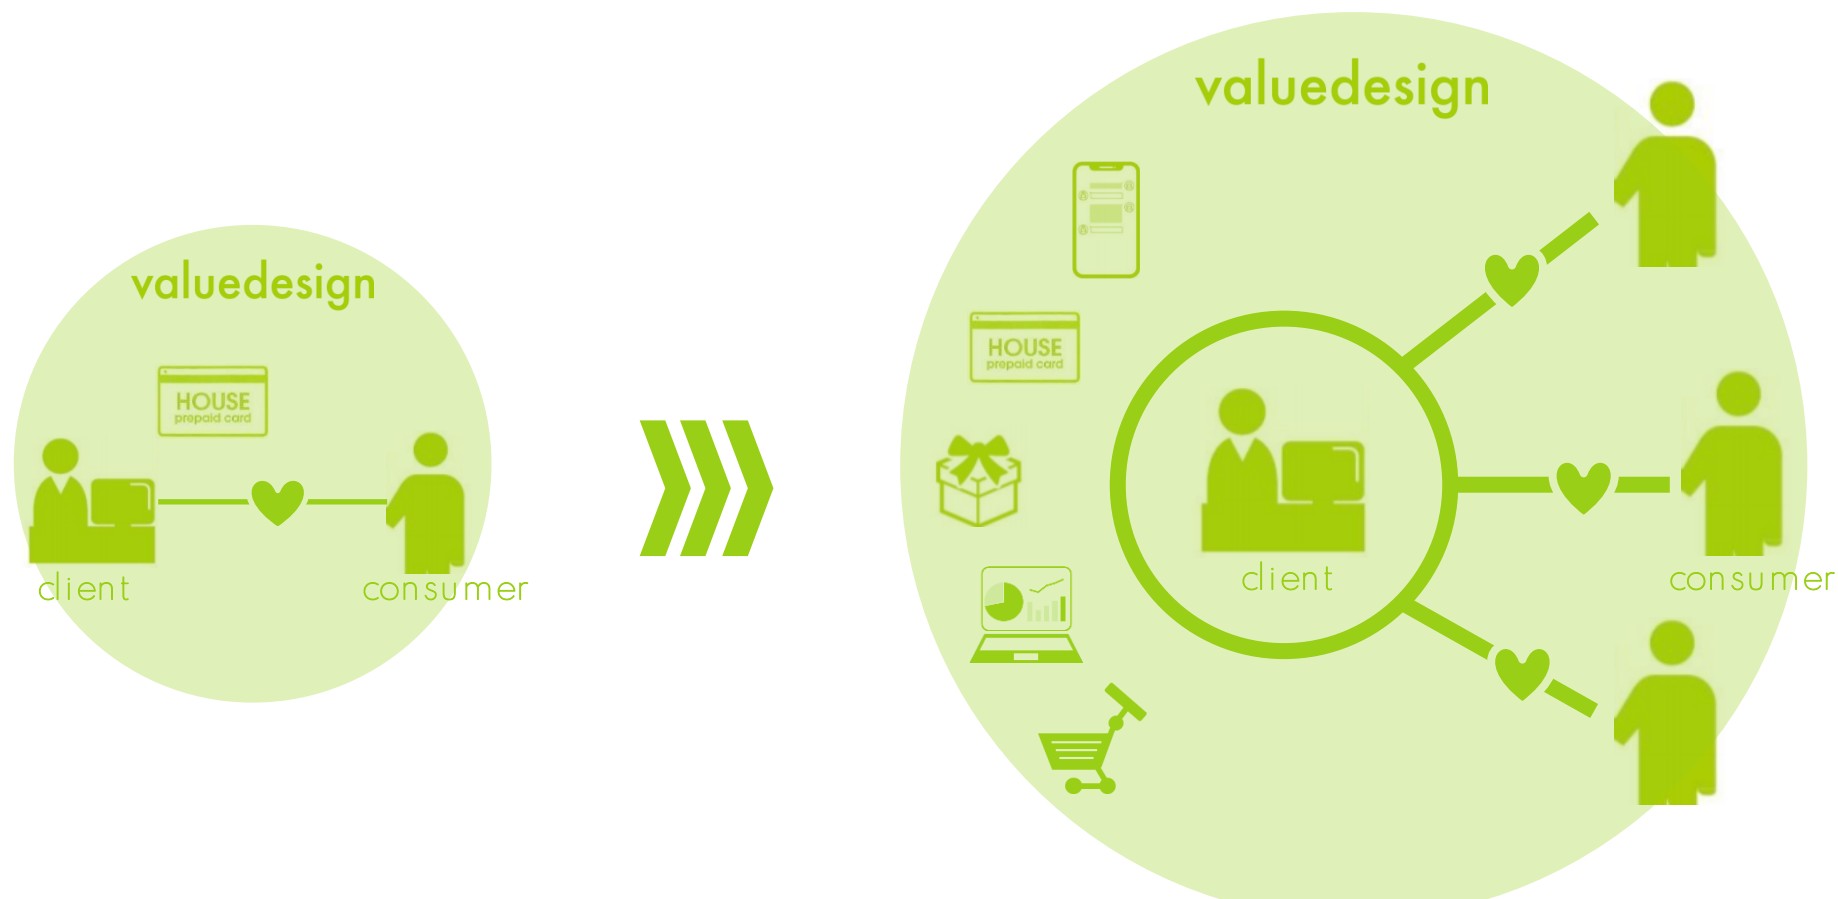 valuedesign
HOUSE
prepaid card
client
consumer
valuedesign
HOUSE
prepaid card
client
consumer